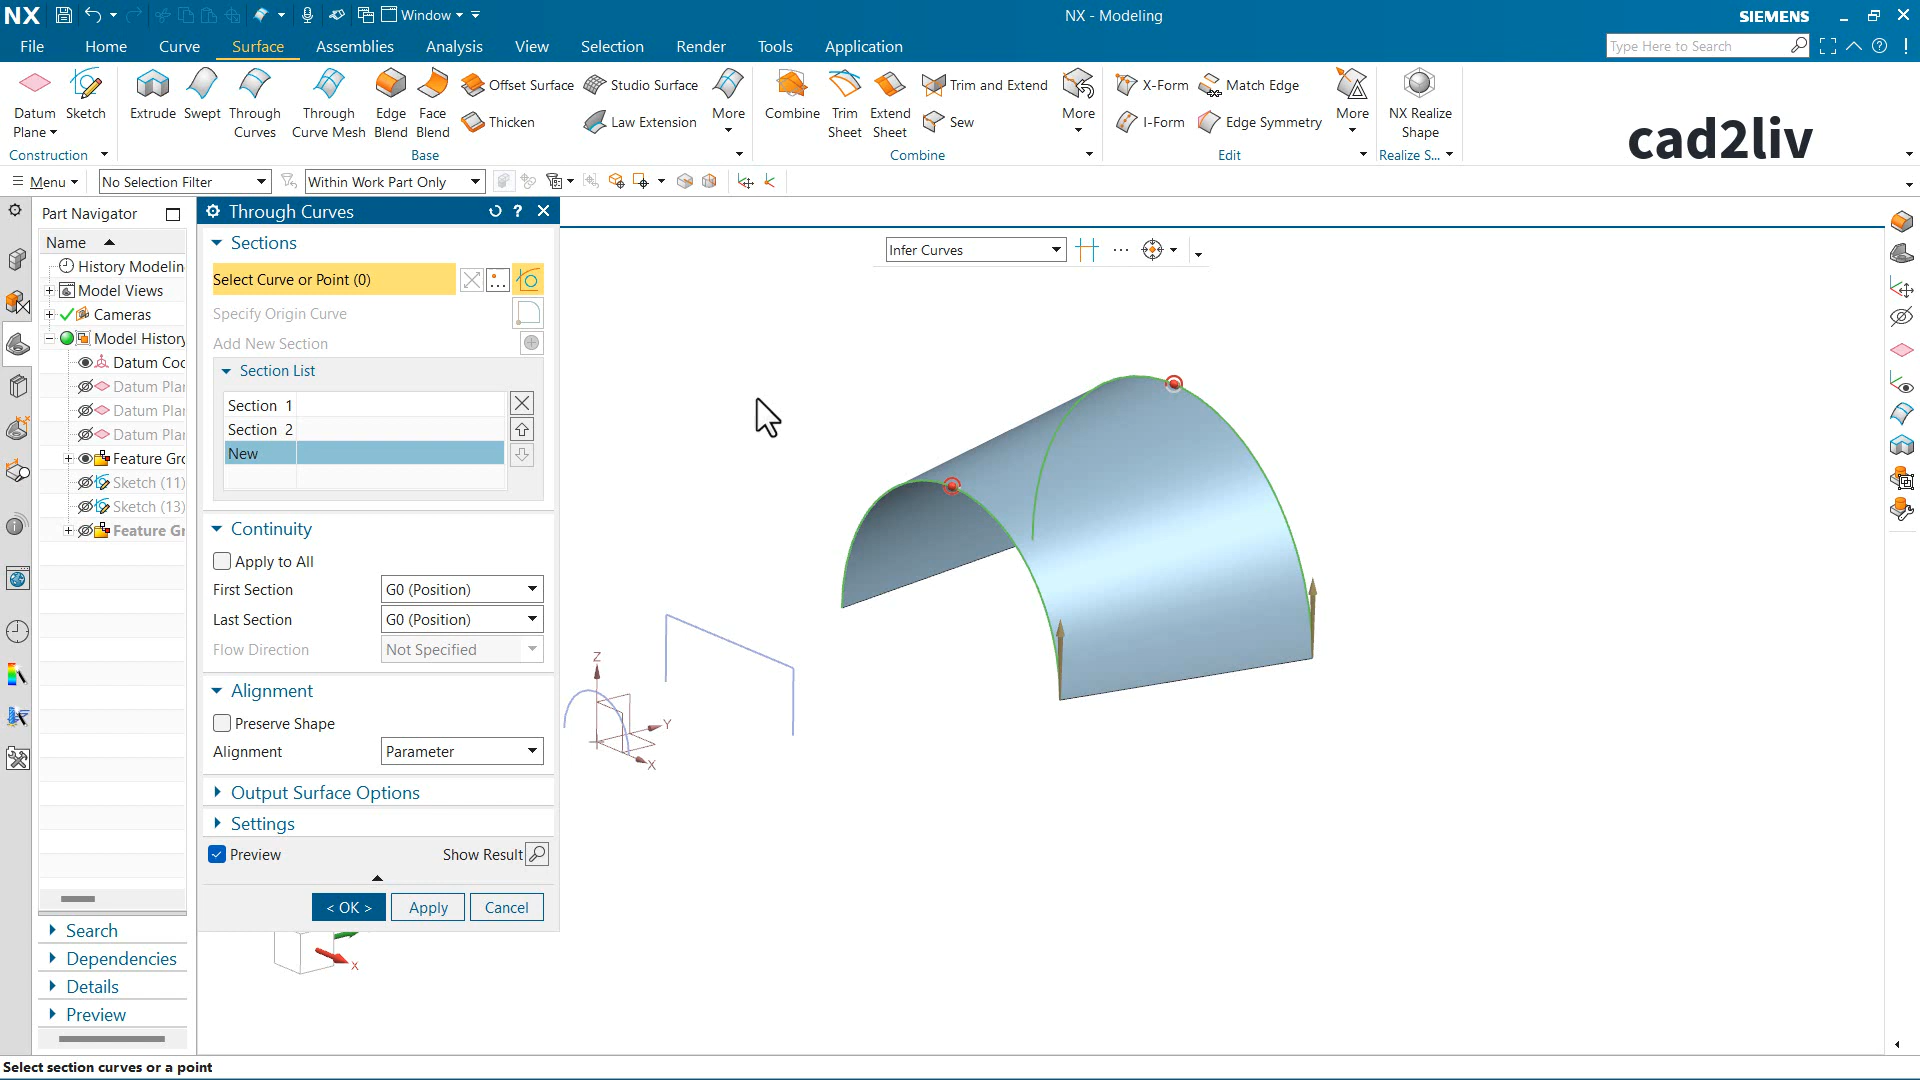 NX
Window
NX - Modeling
SIEMENS
File
Home
Curve
Surface
Assemblies
Analysis
View
Selection
Render
Tools
Application
Type Here to Search
Datum Plane
Sketch
Extrude
Swept
Through Curves
Through Curve Mesh
Edge Blend
Face Blend
Offset Surface
Thicken
Studio Surface
Law Extension
More
Combine
Trim Sheet
Extend Sheet
Trim and Extend
Sew
More
X-Form
I-Form
Match Edge
Edge Symmetry
More
NX Realize Shape
cad2liv
Construction
Base
Combine
Edit
Realize S...
Menu
No Selection Filter
Within Work Part Only
Part Navigator
Name
History Modelin
Model Views
Cameras
Model History
Datum Coo
Datum Pla
Datum Pla
Datum Pla
Feature Gro
Sketch (11)
Sketch (13)
Feature Gr
Search
Dependencies
Details
Preview
Through Curves
Sections
Select Curve or Point (0)
Specify Origin Curve
Add New Section
Section List
Section 1
Section 2
New
Continuity
Apply to All
First Section
G0 (Position)
Last Section
G0 (Position)
Flow Direction
Not Specified
Alignment
Preserve Shape
Alignment
Parameter
Output Surface Options
Settings
Preview
Show Result
< OK >
Apply
Cancel
Infer Curves
Z
Y
X
X
Select section curves or a point